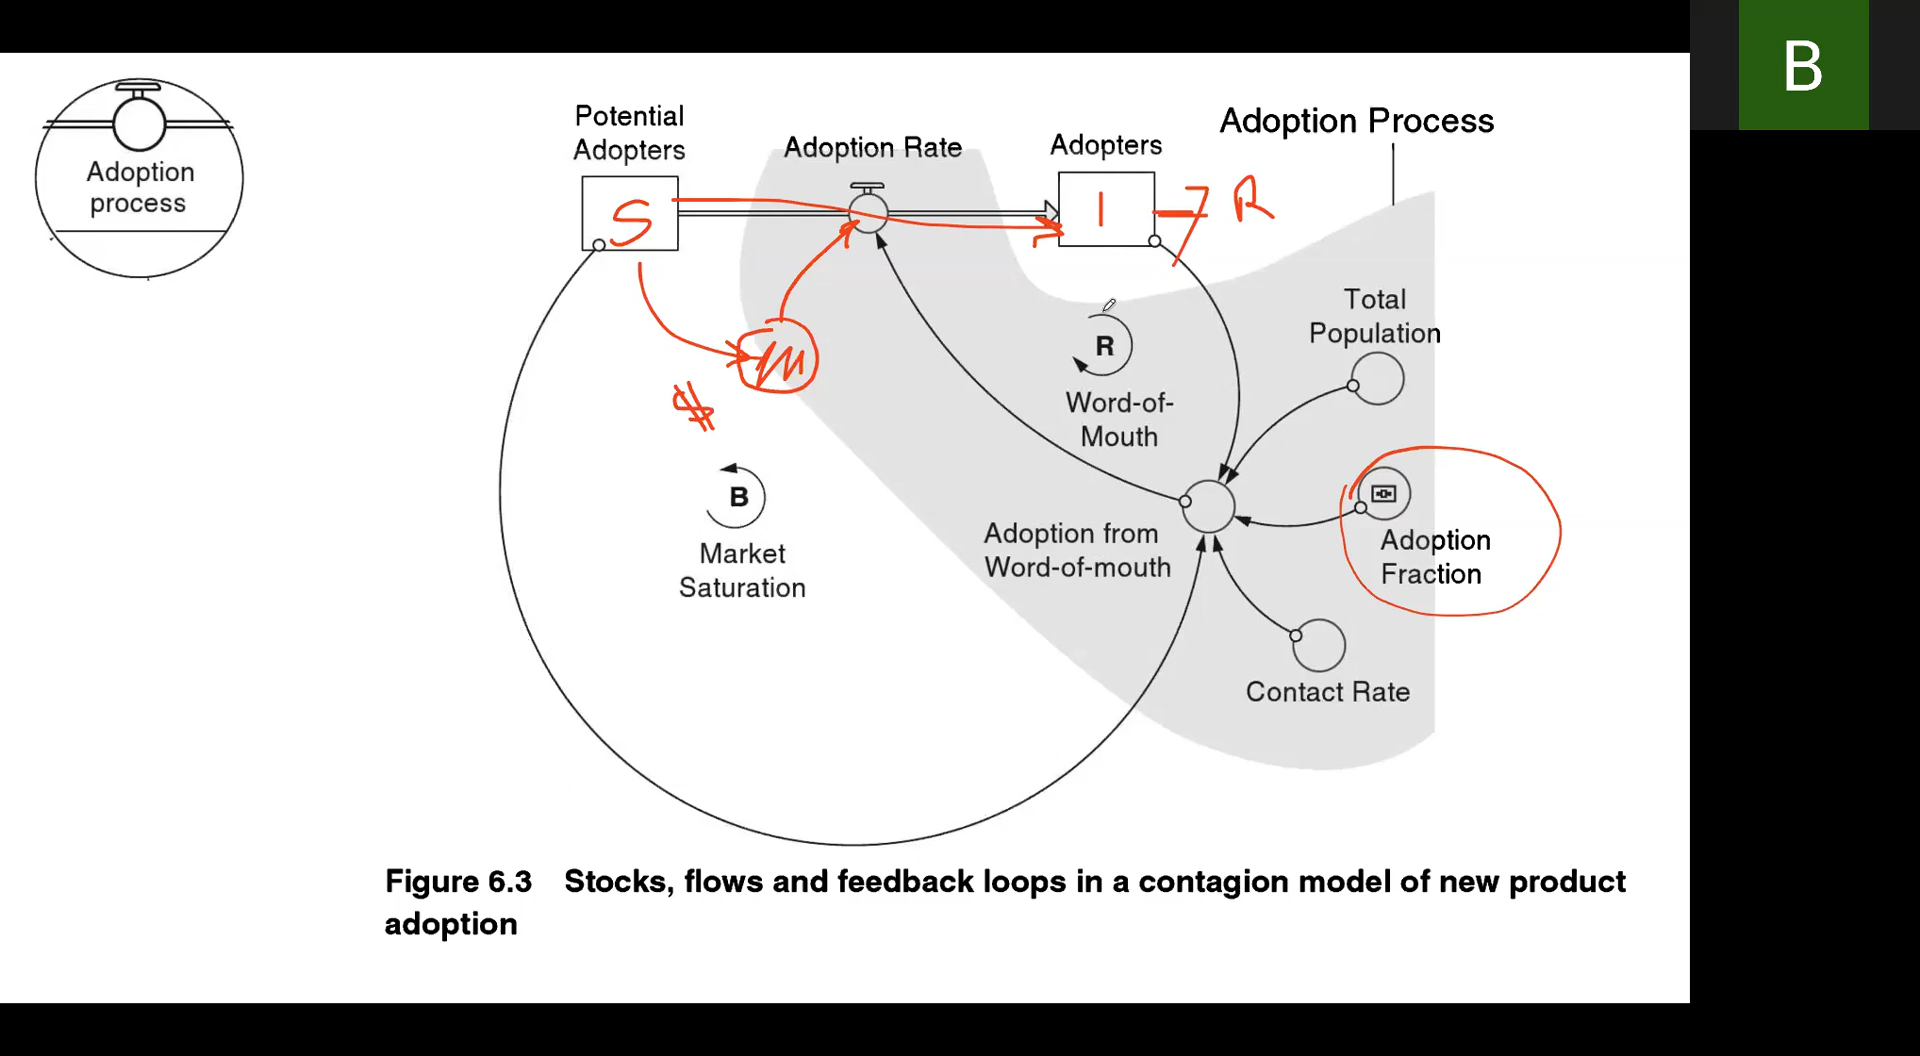 B
Adoption
process
Potential
Adopters
Adoption Rate
Adopters
Adoption Process
S
I
R
Total
Population
R
Word-of-
Mouth
M
$
B
Market
Saturation
Adoption from
Word-of-mouth
Adoption
Fraction
Contact Rate
Figure 6.3 Stocks, flows and feedback loops in a contagion model of new product
adoption